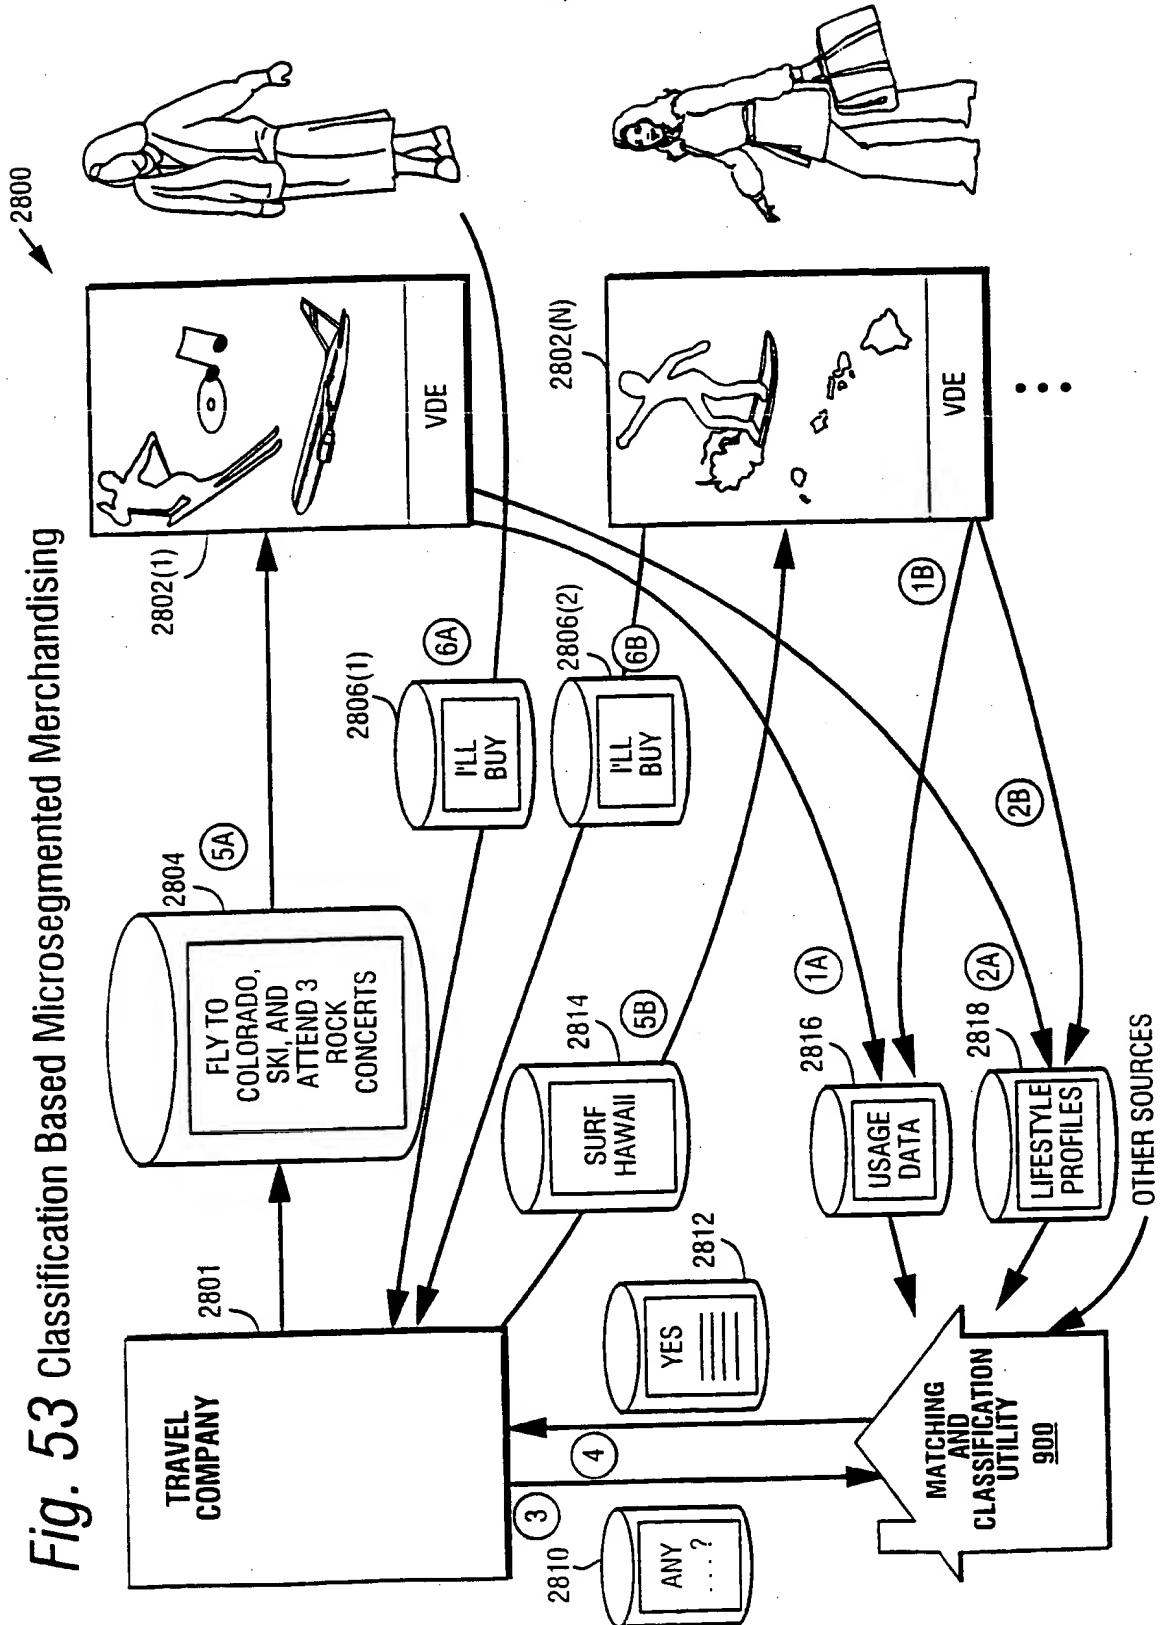 Fig. 53 Classification Based Microsegmented Merchandising
2800
TRAVEL
COMPANY
2801
FLY TO
COLORADO,
SKI, AND
ATTEND 3
ROCK
CONCERTS
2804
5A
2802(1)
VDE
2806(1)
6A
I'LL
BUY
2806(2)
6B
I'LL
BUY
2802(N)
VDE
SURF
HAWAII
2814
5B
3
4
2810
ANY
....?
2812
YES
1A
1B
2816
USAGE
DATA
2A
2B
2818
LIFESTYLE
PROFILES
OTHER SOURCES
MATCHING
AND
CLASSIFICATION
UTILITY
900